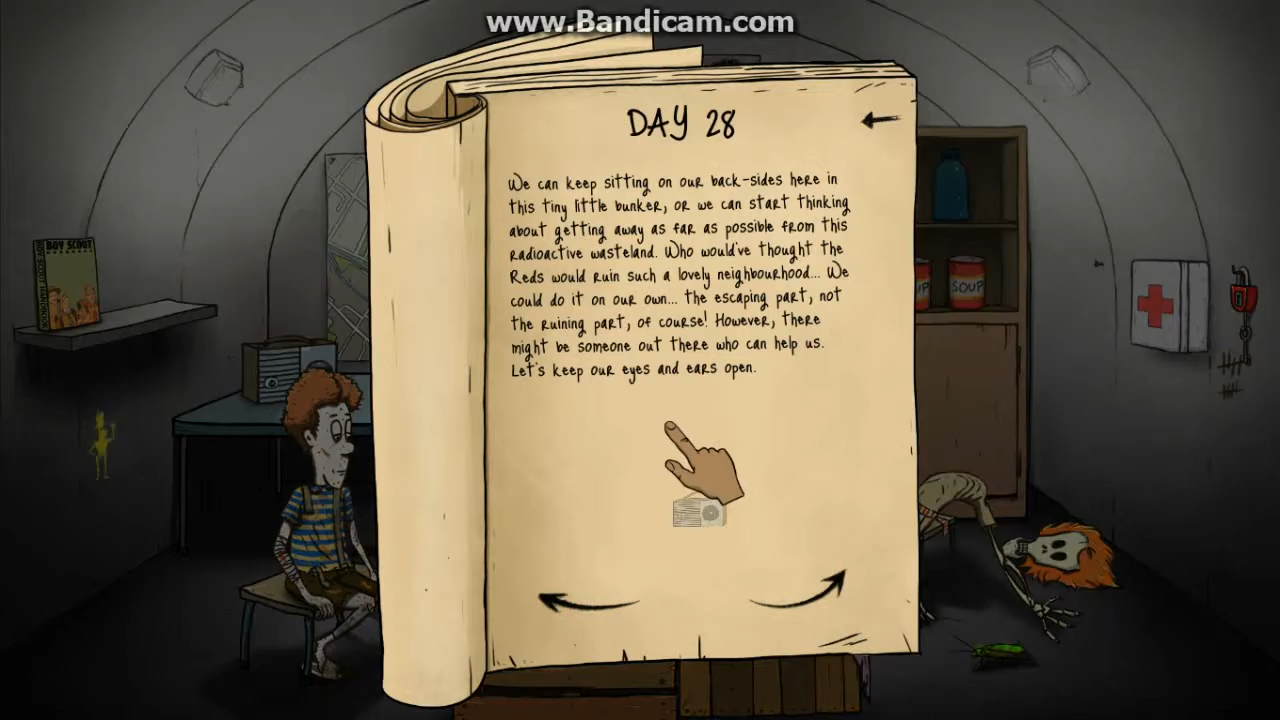 www.Bandicam.com
DAY 28
We can keep sitting on our back-sides here in
this tiny little bunker, or we can start thinking
about getting away as far as possible from this
radioactive wasteland. Who would've thought the
Reds would ruin such a lovely neighbourhood... We
could do it on our own... the escaping part, not
the ruining part, of course! However, there
might be someone out there who can help us.
Let's keep our eyes and ears open.
BOY SCOUT
BOY SCOUT HANDBOOK
UP
SOUP